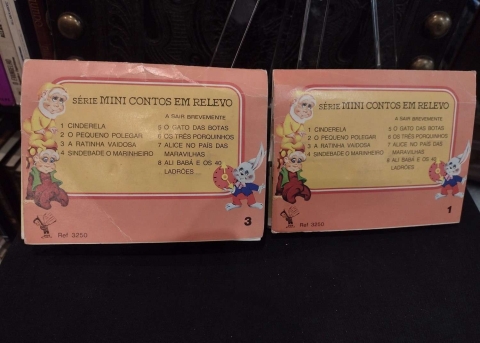 SÉRIE MINI CONTOS EM RELEVO
A SAIR BREVEMENTE
1 CINDERELA
2 O PEQUENO POLEGAR
3 A RATINHA VAIDOSA
4 SINDEBADE O MARINHEIRO
5 O GATO DAS BOTAS
6 OS TRÊS PORQUINHOS
7 ALICE NO PAÍS DAS
MARAVILHAS
8 ALI BABÁ E OS 40
LADRÕES...
Ref. 3250
3
SÉRIE MINI CONTOS EM RELEVO
A SAIR BREVEMENTE
1 CINDERELA
2 O PEQUENO POLEGAR
3 A RATINHA VAIDOSA
4 SINDEBADE O MARINHEIRO
5 O GATO DAS BOTAS
6 OS TRÊS PORQUINHOS
7 ALICE NO PAÍS DAS
MARAVILHAS
8 ALI BABÁ E OS 40
LADRÕES...
Ref. 3250
1